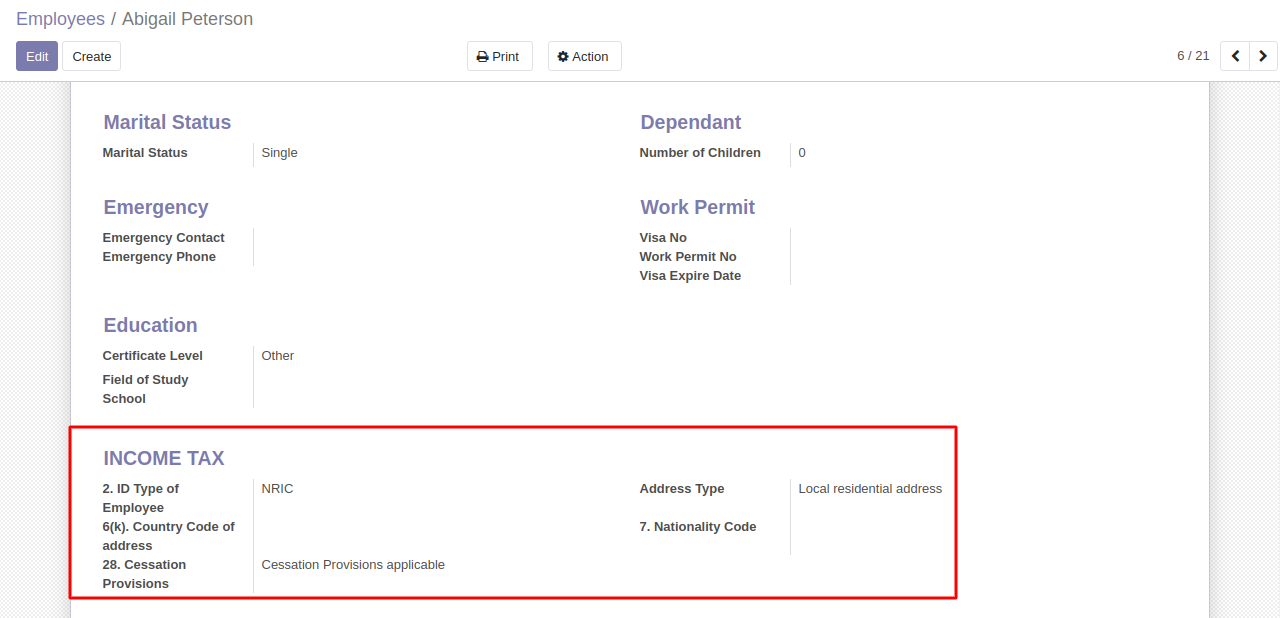 Employees / Abigail Peterson
Edit Create Print Action 6 / 21
Marital Status
Marital Status Single
Dependant
Number of Children 0
Emergency
Emergency Contact
Emergency Phone
Work Permit
Visa No
Work Permit No
Visa Expire Date
Education
Certificate Level Other
Field of Study
School
INCOME TAX
2. ID Type of
Employee
NRIC
Address Type Local residential address
6(k). Country Code of
address
7. Nationality Code
28. Cessation
Provisions
Cessation Provisions applicable